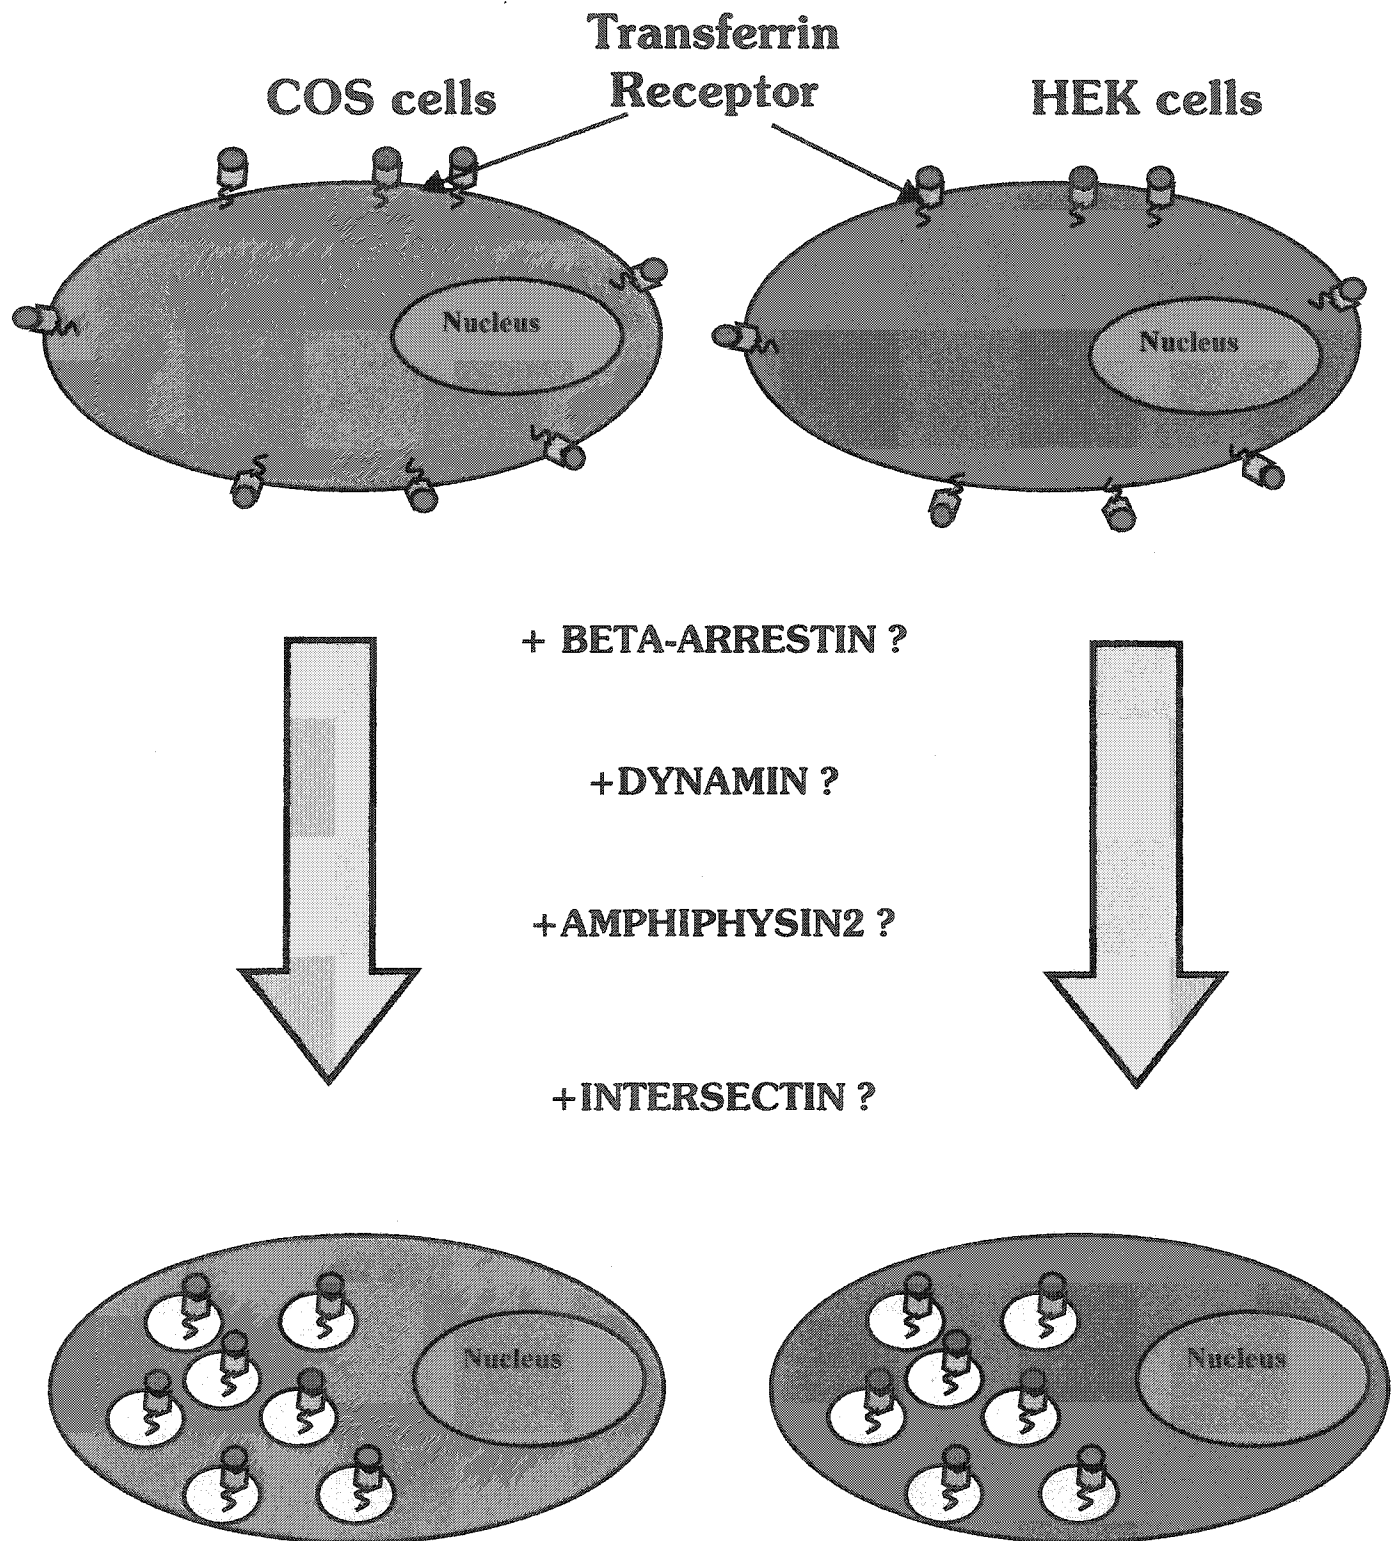 Transferrin
Receptor
COS cells
HEK cells
Nucleus
Nucleus
+ BETA-ARRESTIN ?
+DYNAMIN ?
+AMPHIPHYSIN2 ?
+INTERSECTIN ?
Nucleus
Nucleus